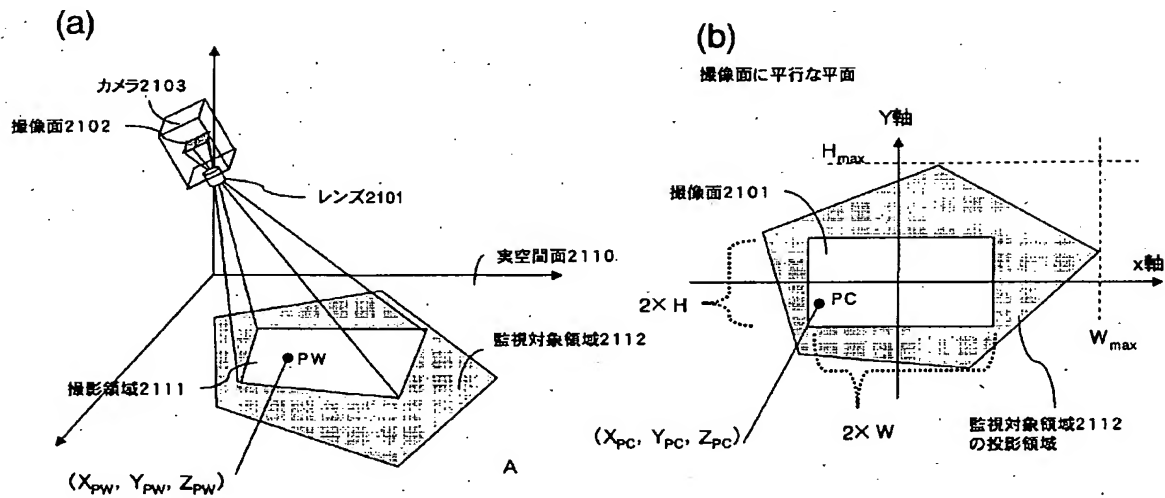 (a)
カメラ2103
撮像面2102
レンズ2101
実空間面2110
監視対象領域2112
撮影領域2111
PW
(XPW, YPW, ZPW)
A
(b)
撮像面に平行な平面
Y軸
Hmax
撮像面2101
x軸
2×H
PC
Wmax
(XPC, YPC, ZPC)
2×W
監視対象領域2112
の投影領域